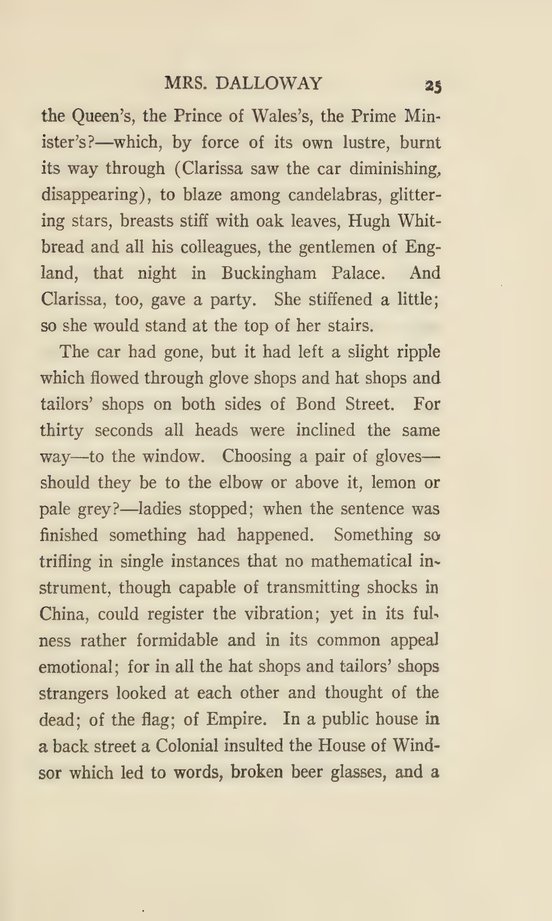 MRS. DALLOWAY 25
the Queen's, the Prince of Wales's, the Prime Min-
ister's?—which, by force of its own lustre, burnt
its way through (Clarissa saw the car diminishing,
disappearing), to blaze among candelabras, glitter-
ing stars, breasts stiff with oak leaves, Hugh Whit-
bread and all his colleagues, the gentlemen of Eng-
land, that night in Buckingham Palace. And
Clarissa, too, gave a party. She stiffened a little;
so she would stand at the top of her stairs.
The car had gone, but it had left a slight ripple
which flowed through glove shops and hat shops and
tailors' shops on both sides of Bond Street. For
thirty seconds all heads were inclined the same
way—to the window. Choosing a pair of gloves—
should they be to the elbow or above it, lemon or
pale grey?—ladies stopped; when the sentence was
finished something had happened. Something so
trifling in single instances that no mathematical in-
strument, though capable of transmitting shocks in
China, could register the vibration; yet in its ful-
ness rather formidable and in its common appeal
emotional; for in all the hat shops and tailors' shops
strangers looked at each other and thought of the
dead; of the flag; of Empire. In a public house in
a back street a Colonial insulted the House of Wind-
sor which led to words, broken beer glasses, and a